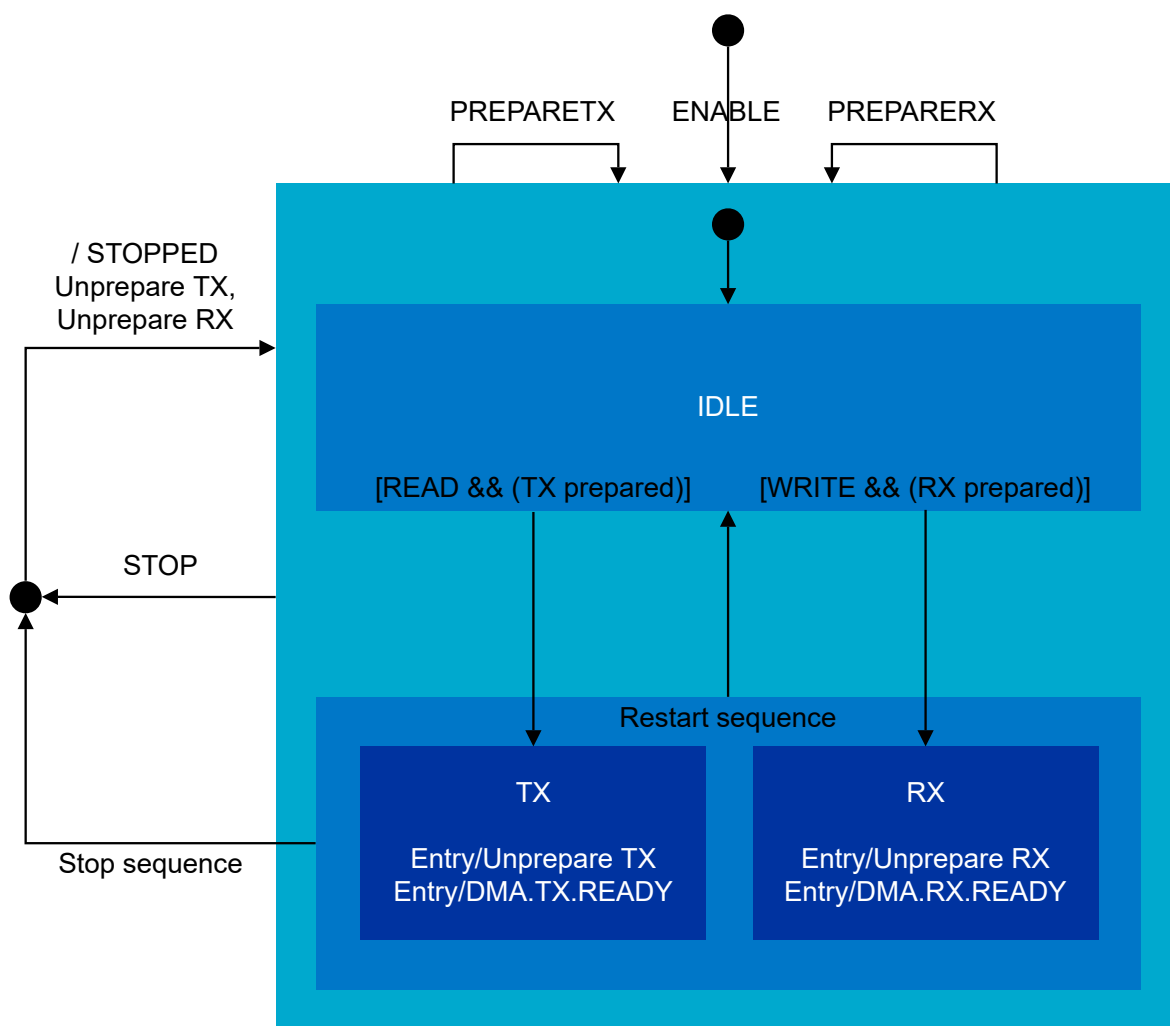 PREPARETX
ENABLE
PREPARERX
/ STOPPED
Unprepare TX,
Unprepare RX
IDLE
[READ && (TX prepared)]
[WRITE && (RX prepared)]
STOP
Restart sequence
TX
RX
Entry/Unprepare TX
Entry/DMA.TX.READY
Entry/Unprepare RX
Entry/DMA.RX.READY
Stop sequence